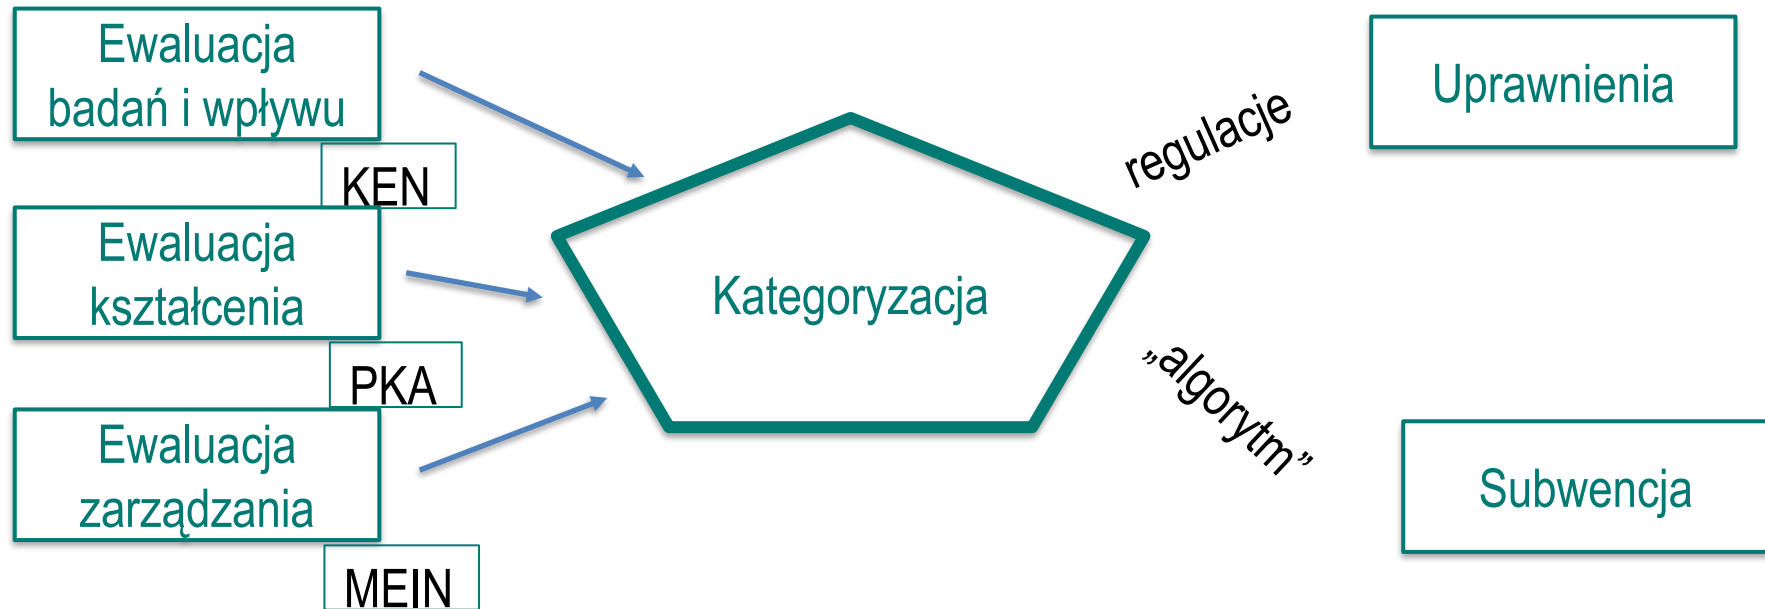 Ewaluacja
badań i wpływu
KEN
Ewaluacja
kształcenia
PKA
Ewaluacja
zarządzania
MEIN
Kategoryzacja
regulacje
„algorytm”
Uprawnienia
Subwencja